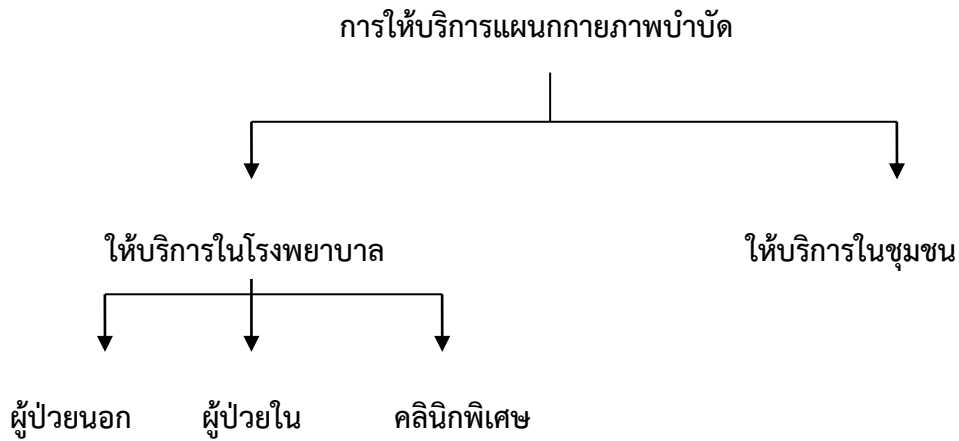 การให้บริการแผนกกายภาพบำบัด
ให้บริการในโรงพยาบาล ให้บริการในชุมชน
ผู้ป่วยนอก ผู้ป่วยใน คลินิกพิเศษ